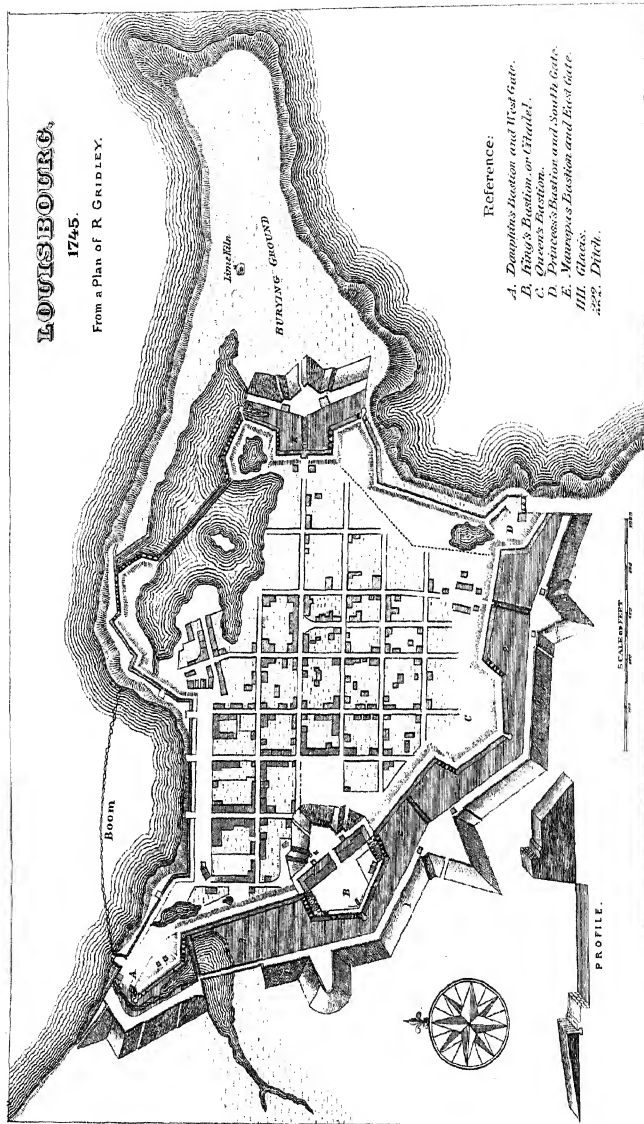 LOUISBOURG,
1745.
From a Plan of R GRIDLEY.
Boom
Lime Kiln
BURYING GROUND
A
B
C
D
Reference:
A. Dauphin's Bastion and West Gate.
B. King's Bastion or Citadel.
C. Queen's Bastion.
D. Princess's Bastion and South Gate.
E. Maurepas Bastion and East Gate.
Glacis.
Ditch.
SCALE OF FEET
PROFILE.